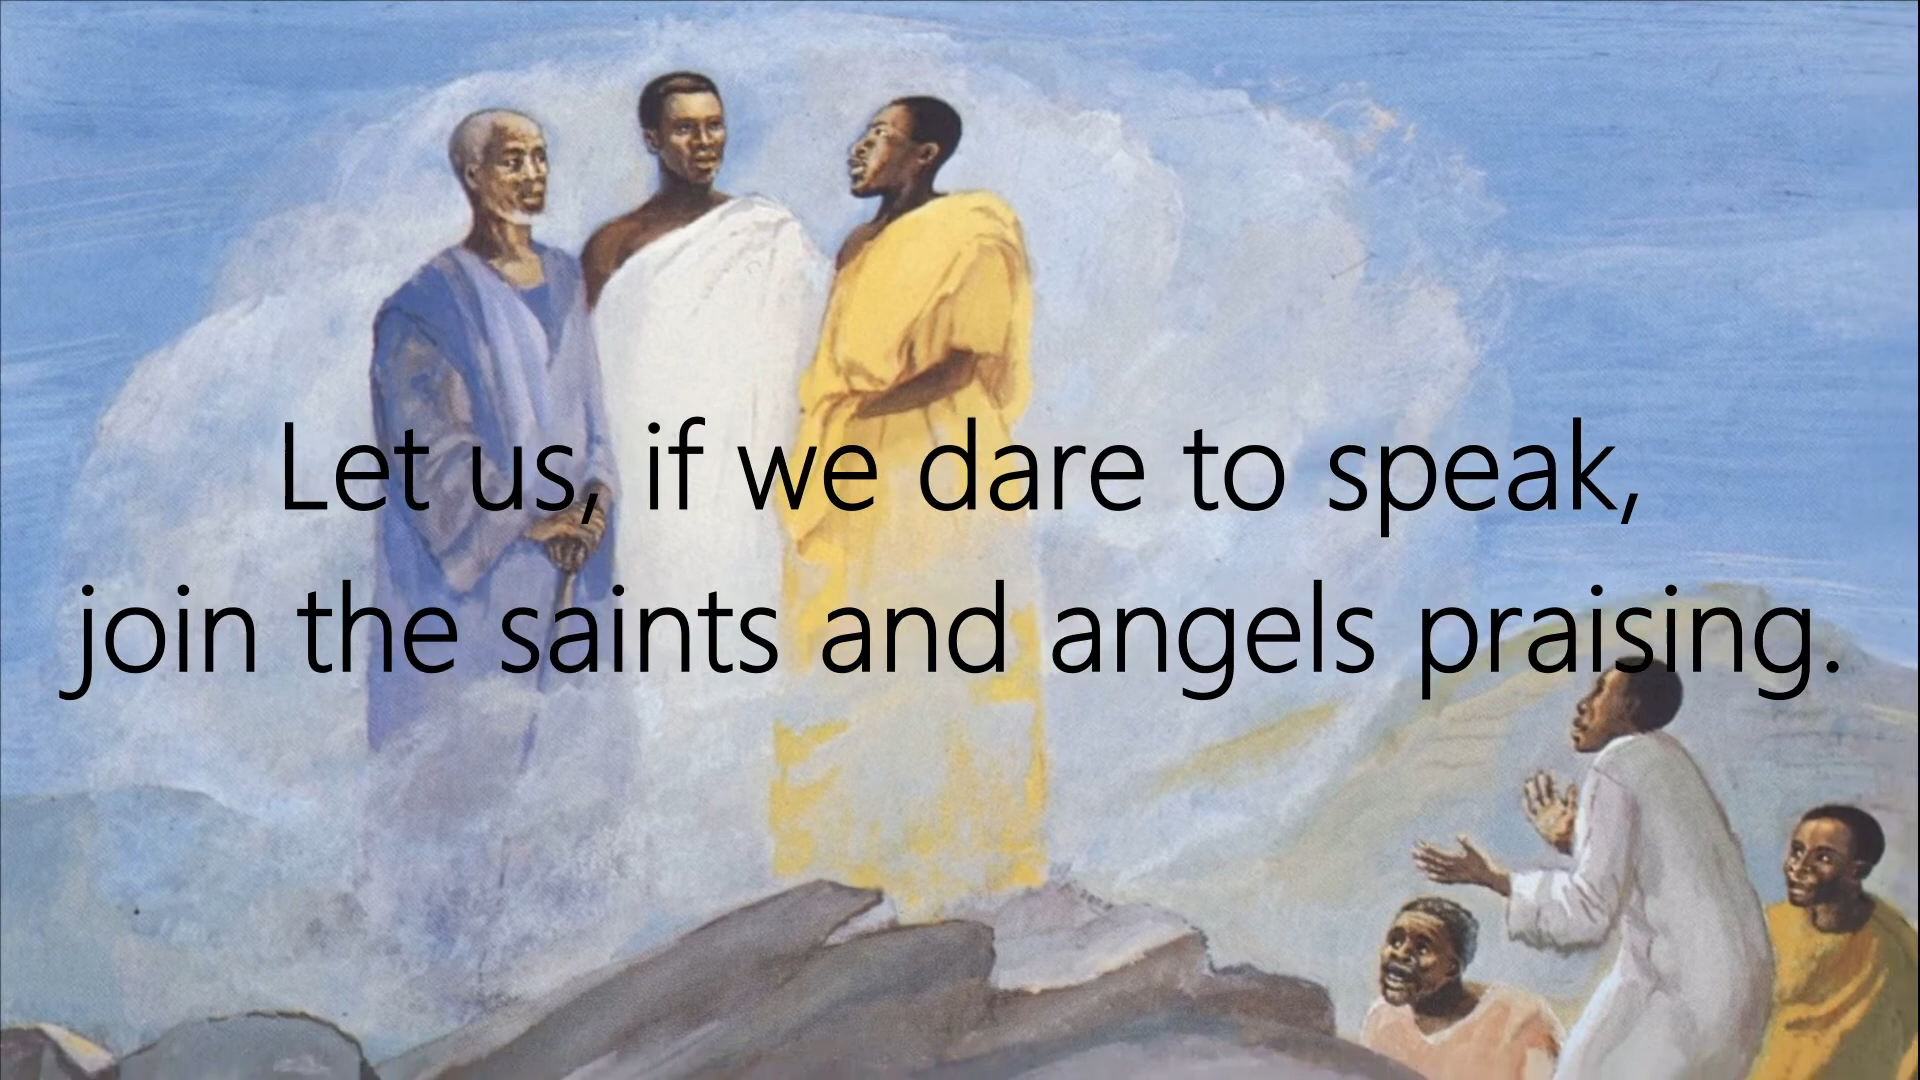 Let us, if we dare to speak,
join the saints and angels praising.